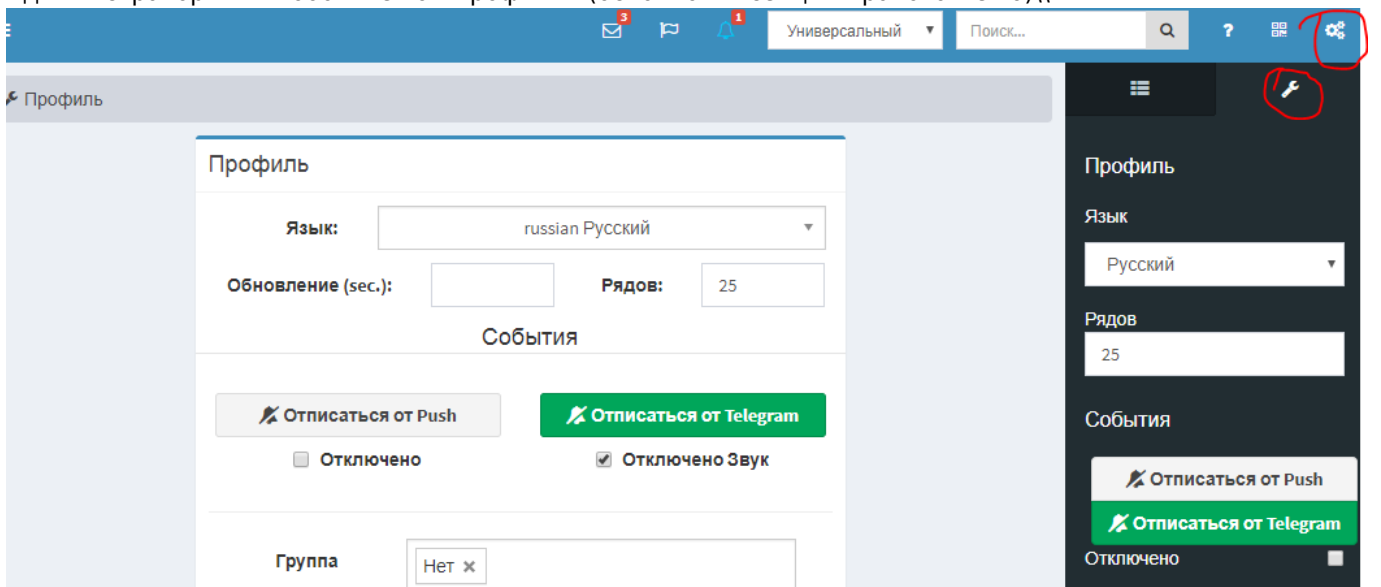 3
1
Универсальный
Поиск...
?
Профиль
Профиль
Язык:
russian Русский
Обновление (sec.):
Рядов:
25
События
Отписаться от Push
Отписаться от Telegram
Отключено
Отключено Звук
Группа
Нет ×
Профиль
Язык
Русский
Рядов
25
События
Отписаться от Push
Отписаться от Telegram
Отключено